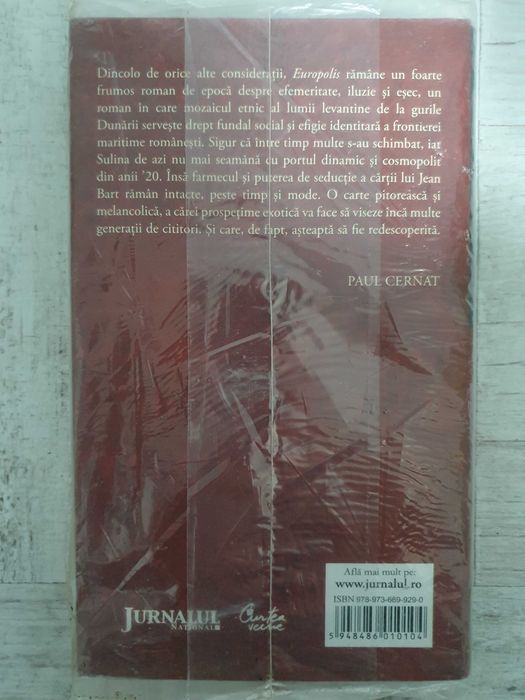 Dincolo de orice alte considerații, Europolis rămâne un foarte
frumos roman de epocă despre efemeritate, iluzie și eșec, un
roman în care mozaicul etnic al lumii levantine de la gurile
Dunării servește drept fundal social și efigie identitară a frontierei
maritime românești. Sigur că între timp multe s-au schimbat, iar
Sulina de azi nu mai seamănă cu portul dinamic și cosmopolit
din anii ’20. Însă farmecul și puterea de seducție a cărții lui Jean
Bart rămân intacte, peste timp și mode. O carte pitorească și
melancolică, a cărei prospețime exotică va face să viseze încă multe
generații de cititori. Și care, de fapt, așteaptă să fie redescoperită.
PAUL CERNAT
Află mai mult pe:
www.jurnalul.ro
ISBN 978-973-669-929-0
5 948486 010104
JURNALUL
NAȚIONAL
Curtea
veche